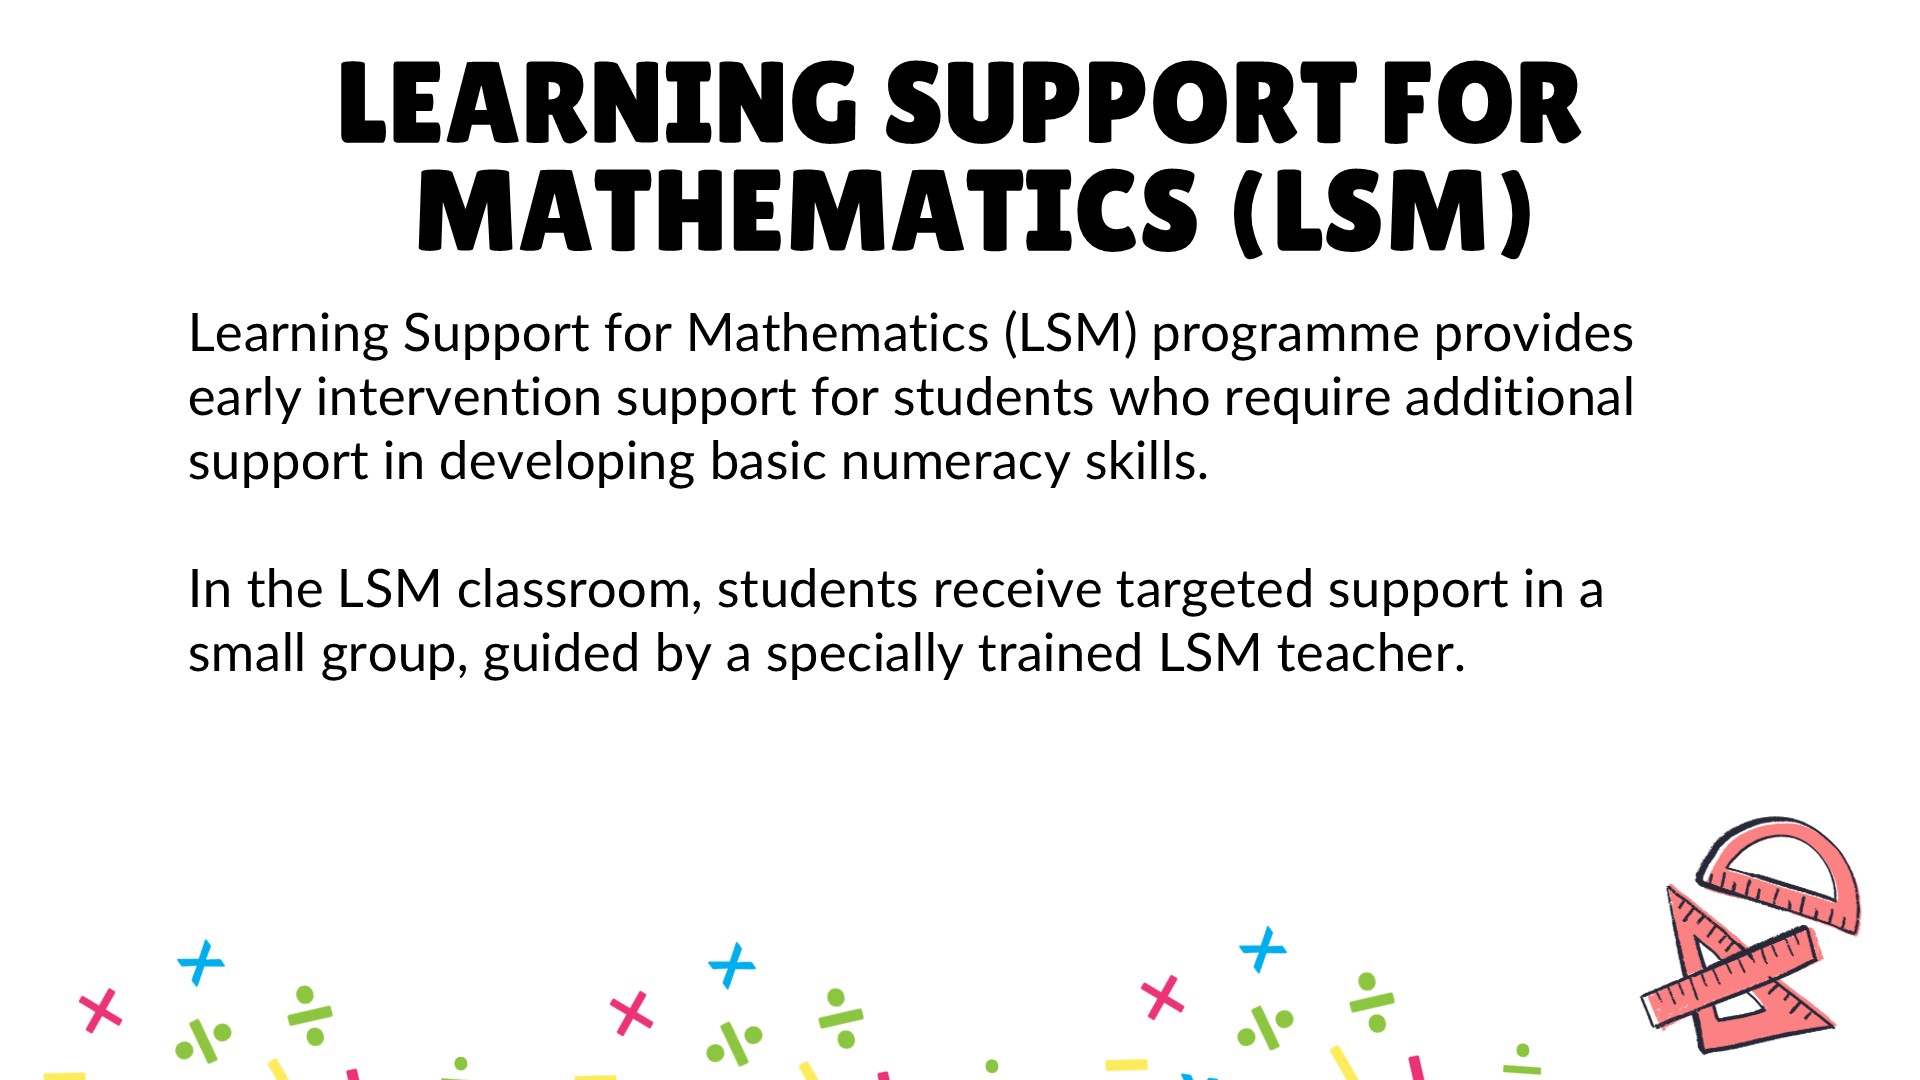 LEARNING SUPPORT FOR
MATHEMATICS (LSM)
Learning Support for Mathematics (LSM) programme provides
early intervention support for students who require additional
support in developing basic numeracy skills.
In the LSM classroom, students receive targeted support in a
small group, guided by a specially trained LSM teacher.